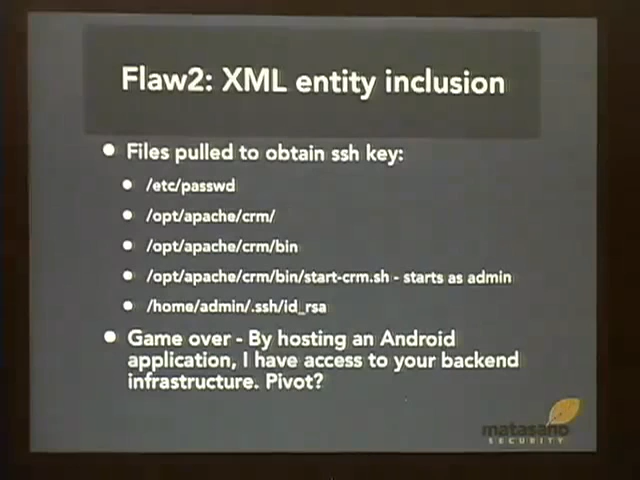 Flaw2: XML entity inclusion
Files pulled to obtain ssh key:
/etc/passwd
/opt/apache/crm/
/opt/apache/crm/bin
/opt/apache/crm/bin/start-crm.sh - starts as admin
/home/admin/.ssh/id_rsa
Game over - By hosting an Android
application, I have access to your backend
infrastructure. Pivot?
matasano
SECURITY